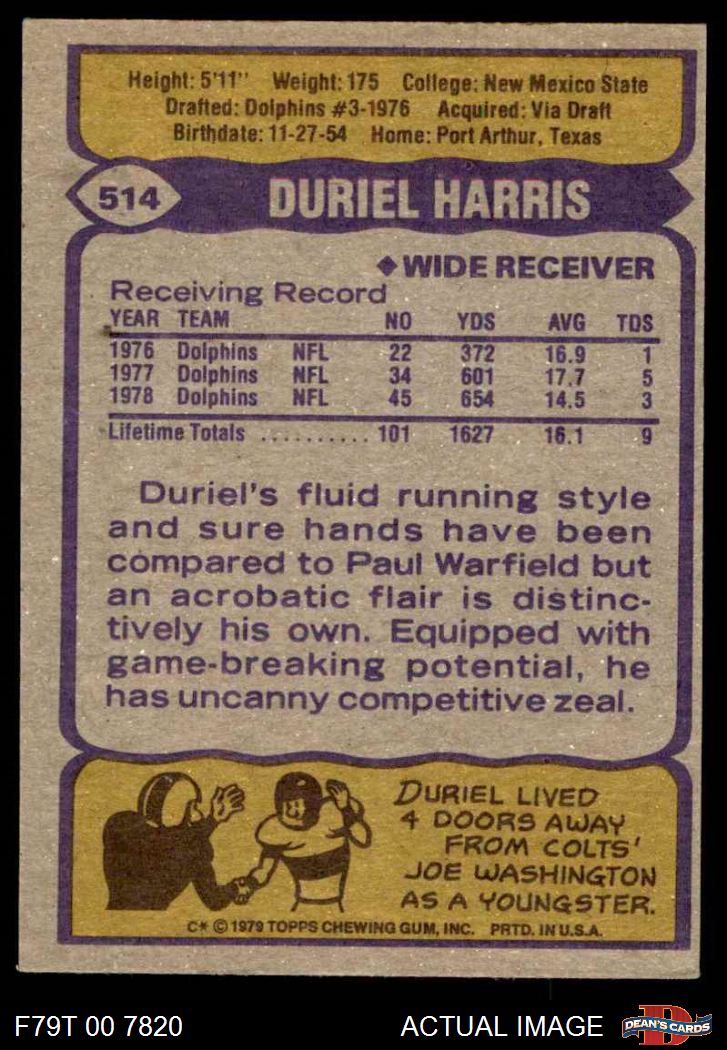 Height: 5'11" Weight: 175 College: New Mexico State
Drafted: Dolphins #3-1976 Acquired: Via Draft
Birthdate: 11-27-54 Home: Port Arthur, Texas
514 DURIEL HARRIS
◆WIDE RECEIVER
Receiving Record
YEAR TEAM NO YDS AVG TDS
1976 Dolphins NFL 22 372 16.9 1
1977 Dolphins NFL 34 601 17.7 5
1978 Dolphins NFL 45 654 14.5 3
Lifetime Totals .......... 101 1627 16.1 9
Duriel's fluid running style
and sure hands have been
compared to Paul Warfield but
an acrobatic flair is distinc-
tively his own. Equipped with
game-breaking potential, he
has uncanny competitive zeal.
DURIEL LIVED
4 DOORS AWAY
FROM COLTS'
JOE WASHINGTON
AS A YOUNGSTER.
C* © 1979 TOPPS CHEWING GUM, INC. PRTD. IN U.S.A.
F79T 00 7820 ACTUAL IMAGE
D
DEAN'S CARDS